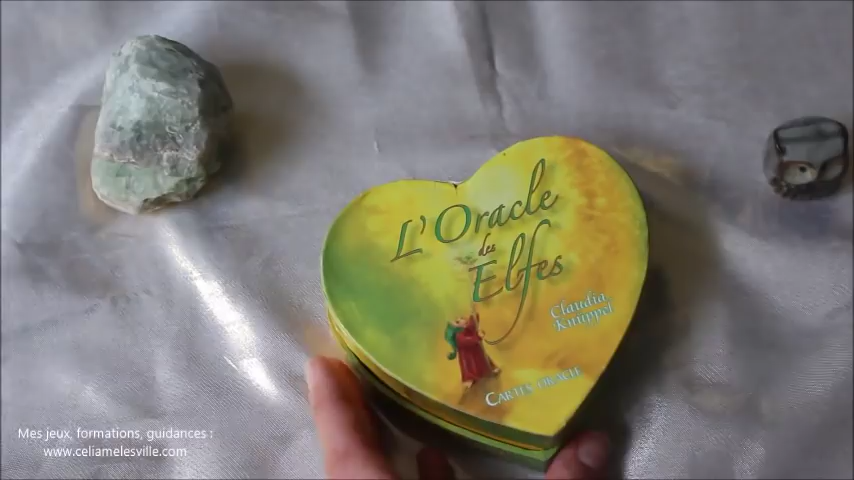 L'Oracle
des
Elfes
Claudia
Knüppel
CARTES ORACLE
Mes jeux, formations, guidances :
www.celiamelesville.com